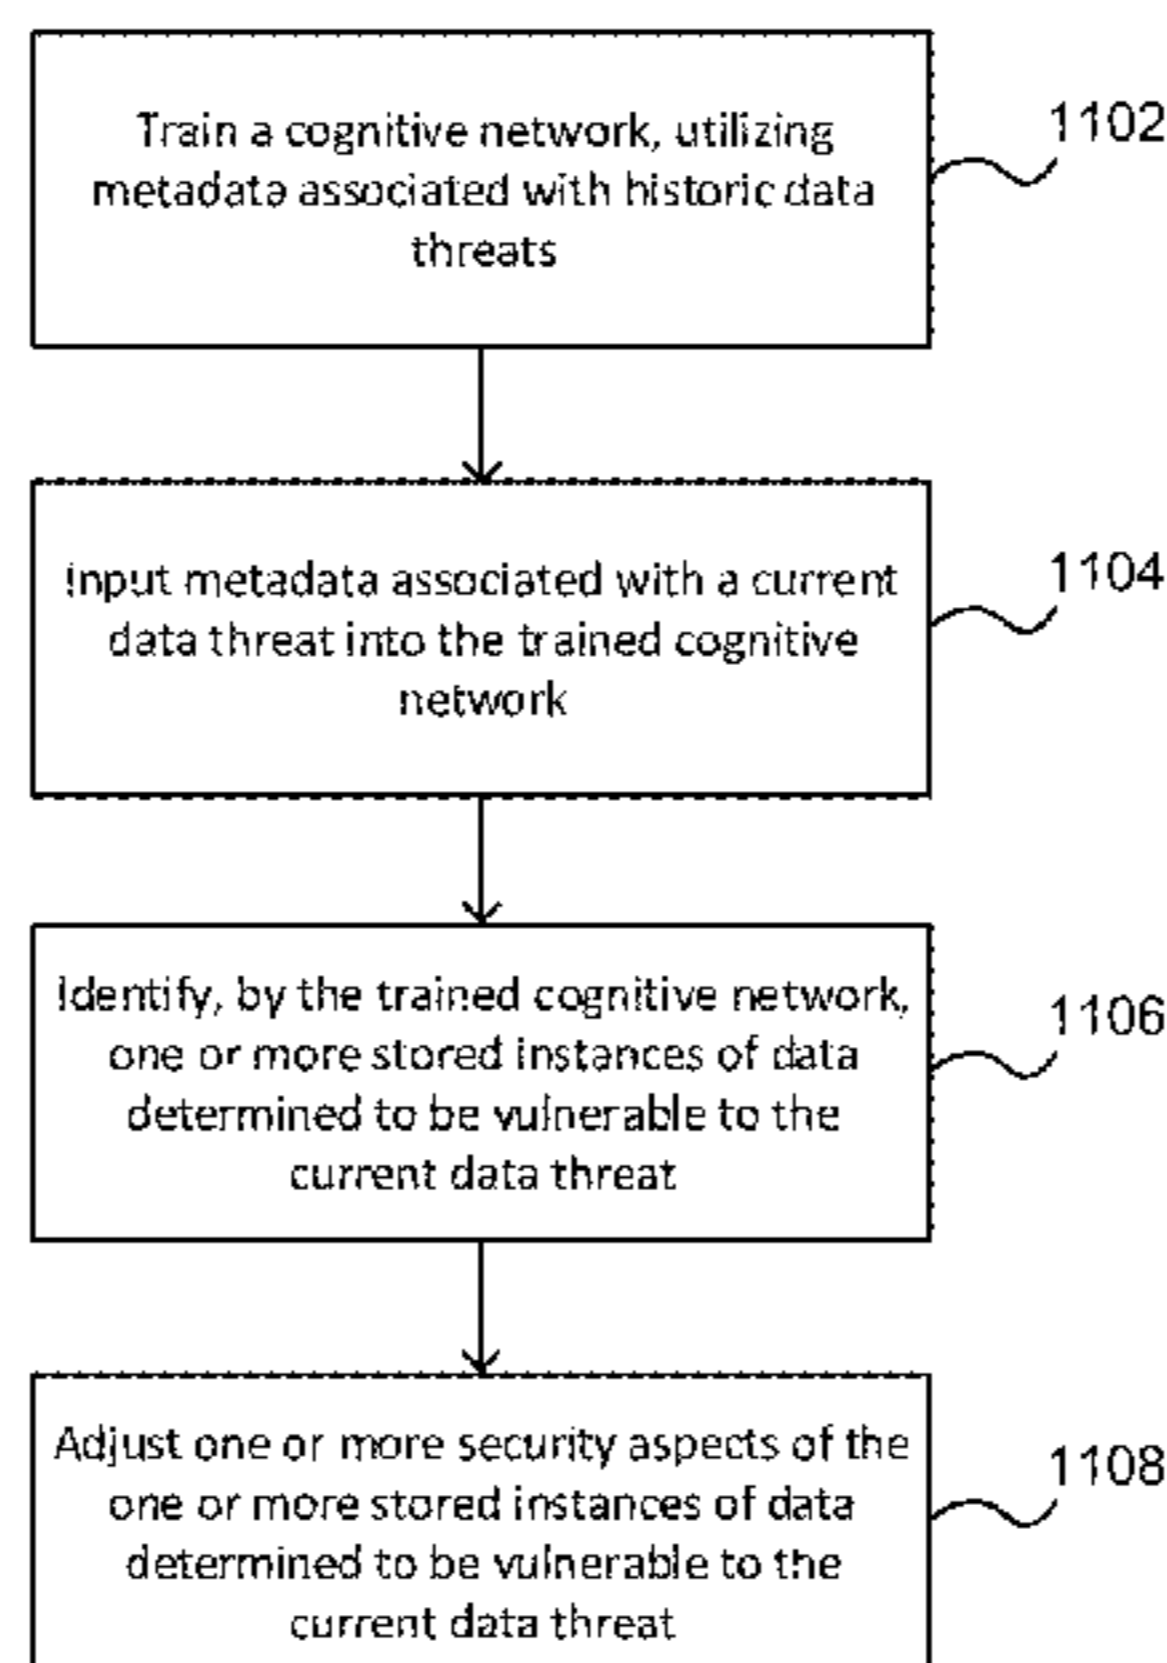 Train a cognitive network, utilizing
metadata associated with historic data
threats
1102
Input metadata associated with a current
data threat into the trained cognitive
network
1104
Identify, by the trained cognitive network,
one or more stored instances of data
determined to be vulnerable to the
current data threat
1106
Adjust one or more security aspects of the
one or more stored instances of data
determined to be vulnerable to the
current data threat
1108